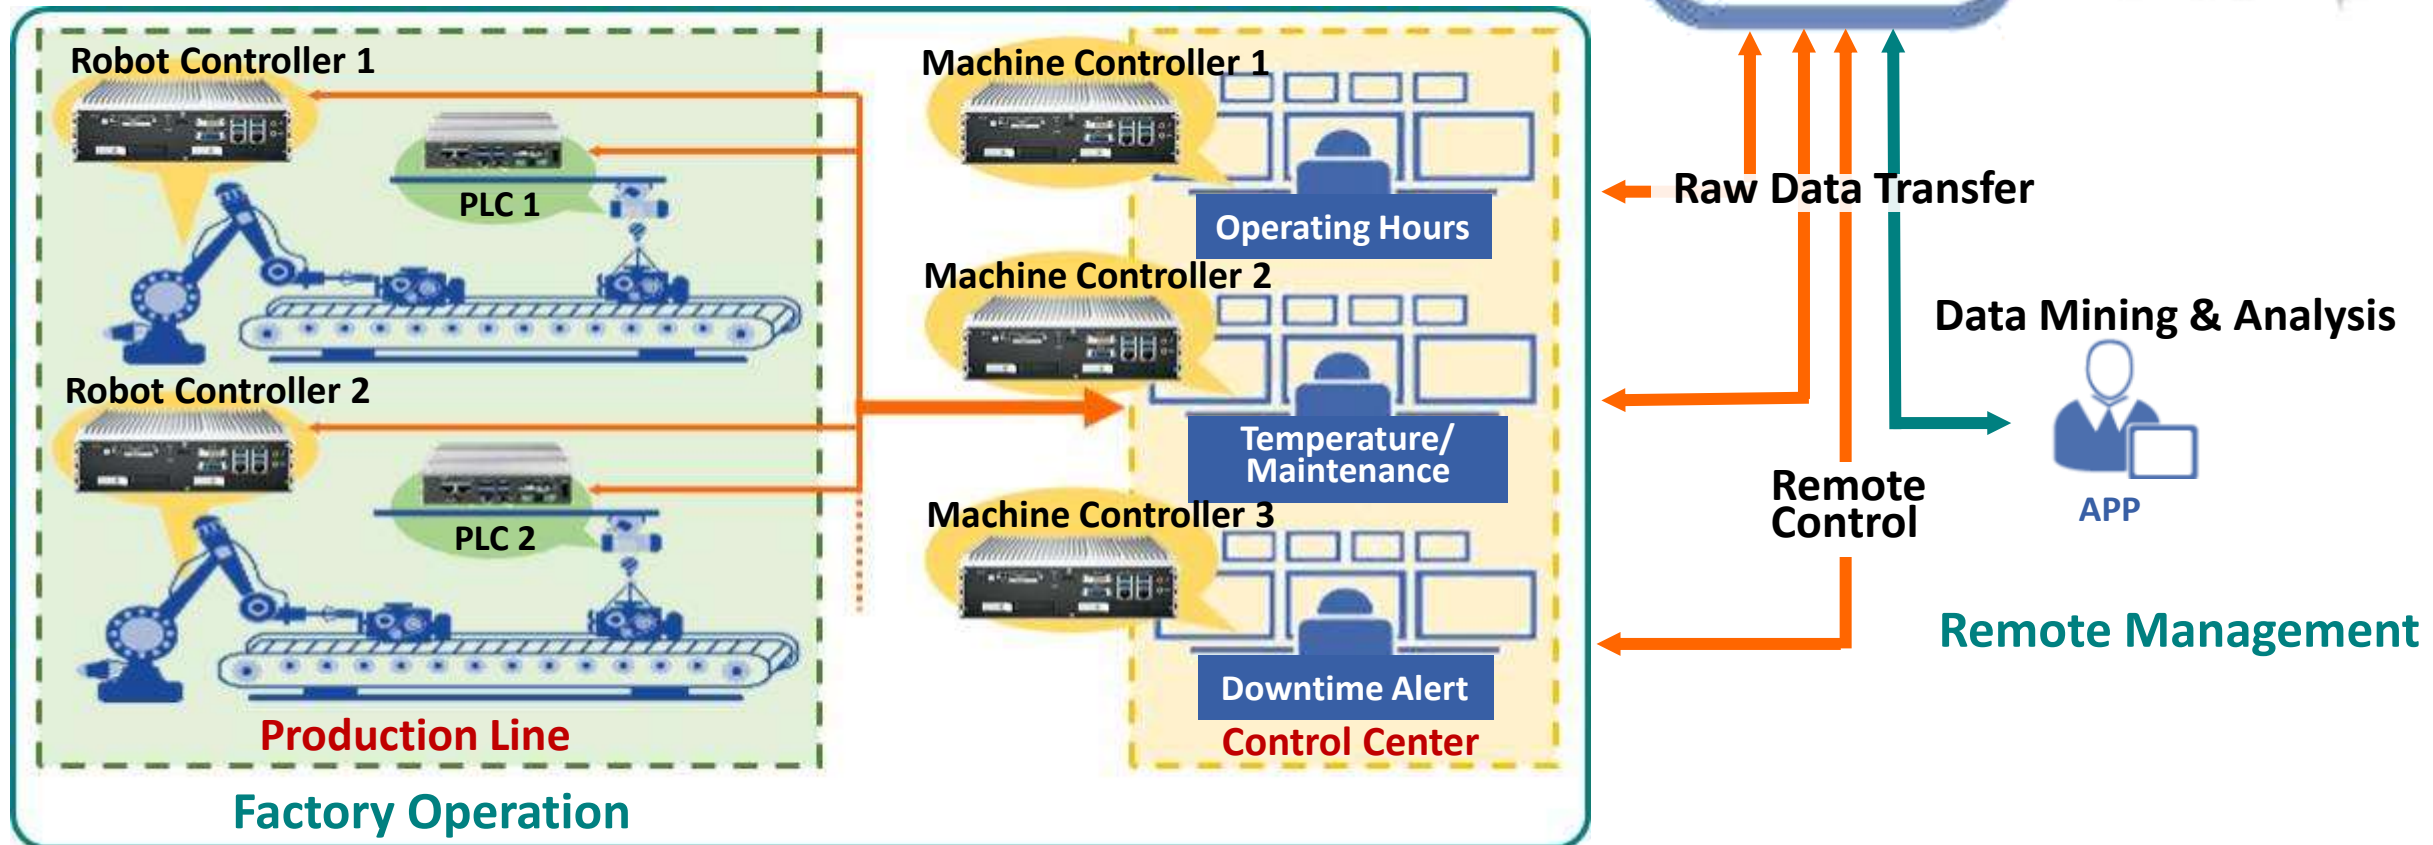 Robot Controller 1
PLC 1
Robot Controller 2
PLC 2
Production Line
Factory Operation
Machine Controller 1
Operating Hours
Machine Controller 2
Temperature/
Maintenance
Machine Controller 3
Downtime Alert
Control Center
Raw Data Transfer
Data Mining & Analysis
APP
Remote
Control
Remote Management